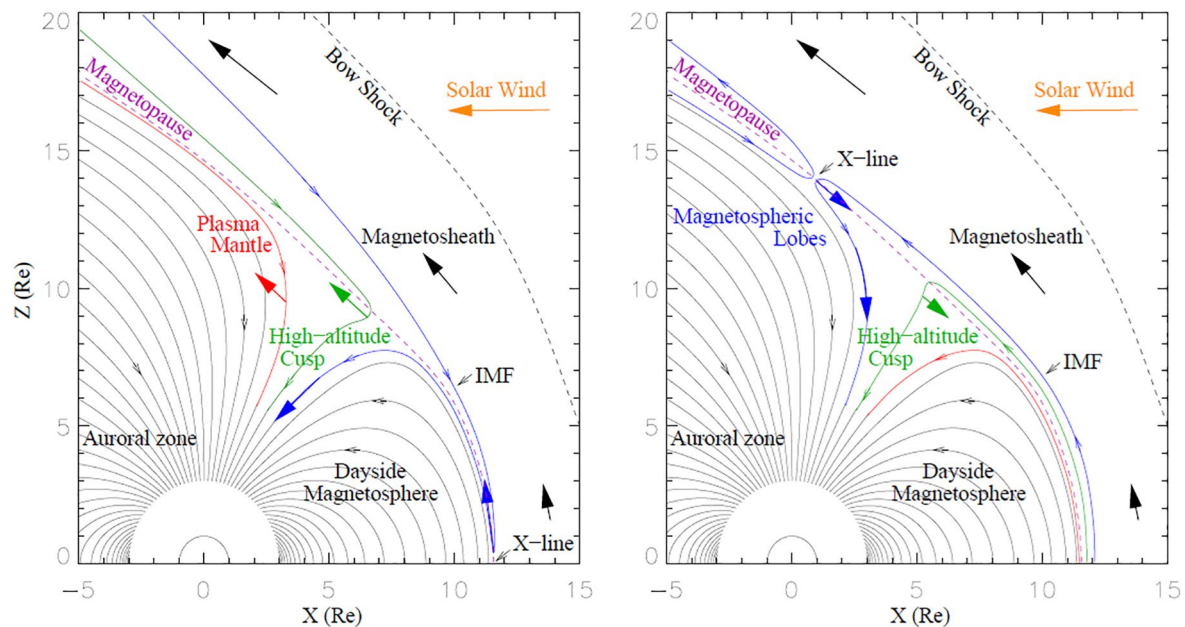 20
15
10
5
0
Z (Re)
Magnetopause
Bow Shock
Solar Wind
Plasma
Mantle
Magnetosheath
High-altitude
Cusp
IMF
Auroral zone
Dayside
Magnetosphere
X-line
-5
0
5
10
15
X (Re)
20
15
10
5
0
Magnetopause
Bow Shock
Solar Wind
X-line
Magnetospheric
Lobes
Magnetosheath
High-altitude
Cusp
IMF
Auroral zone
Dayside
Magnetosphere
-5
0
5
10
15
X (Re)